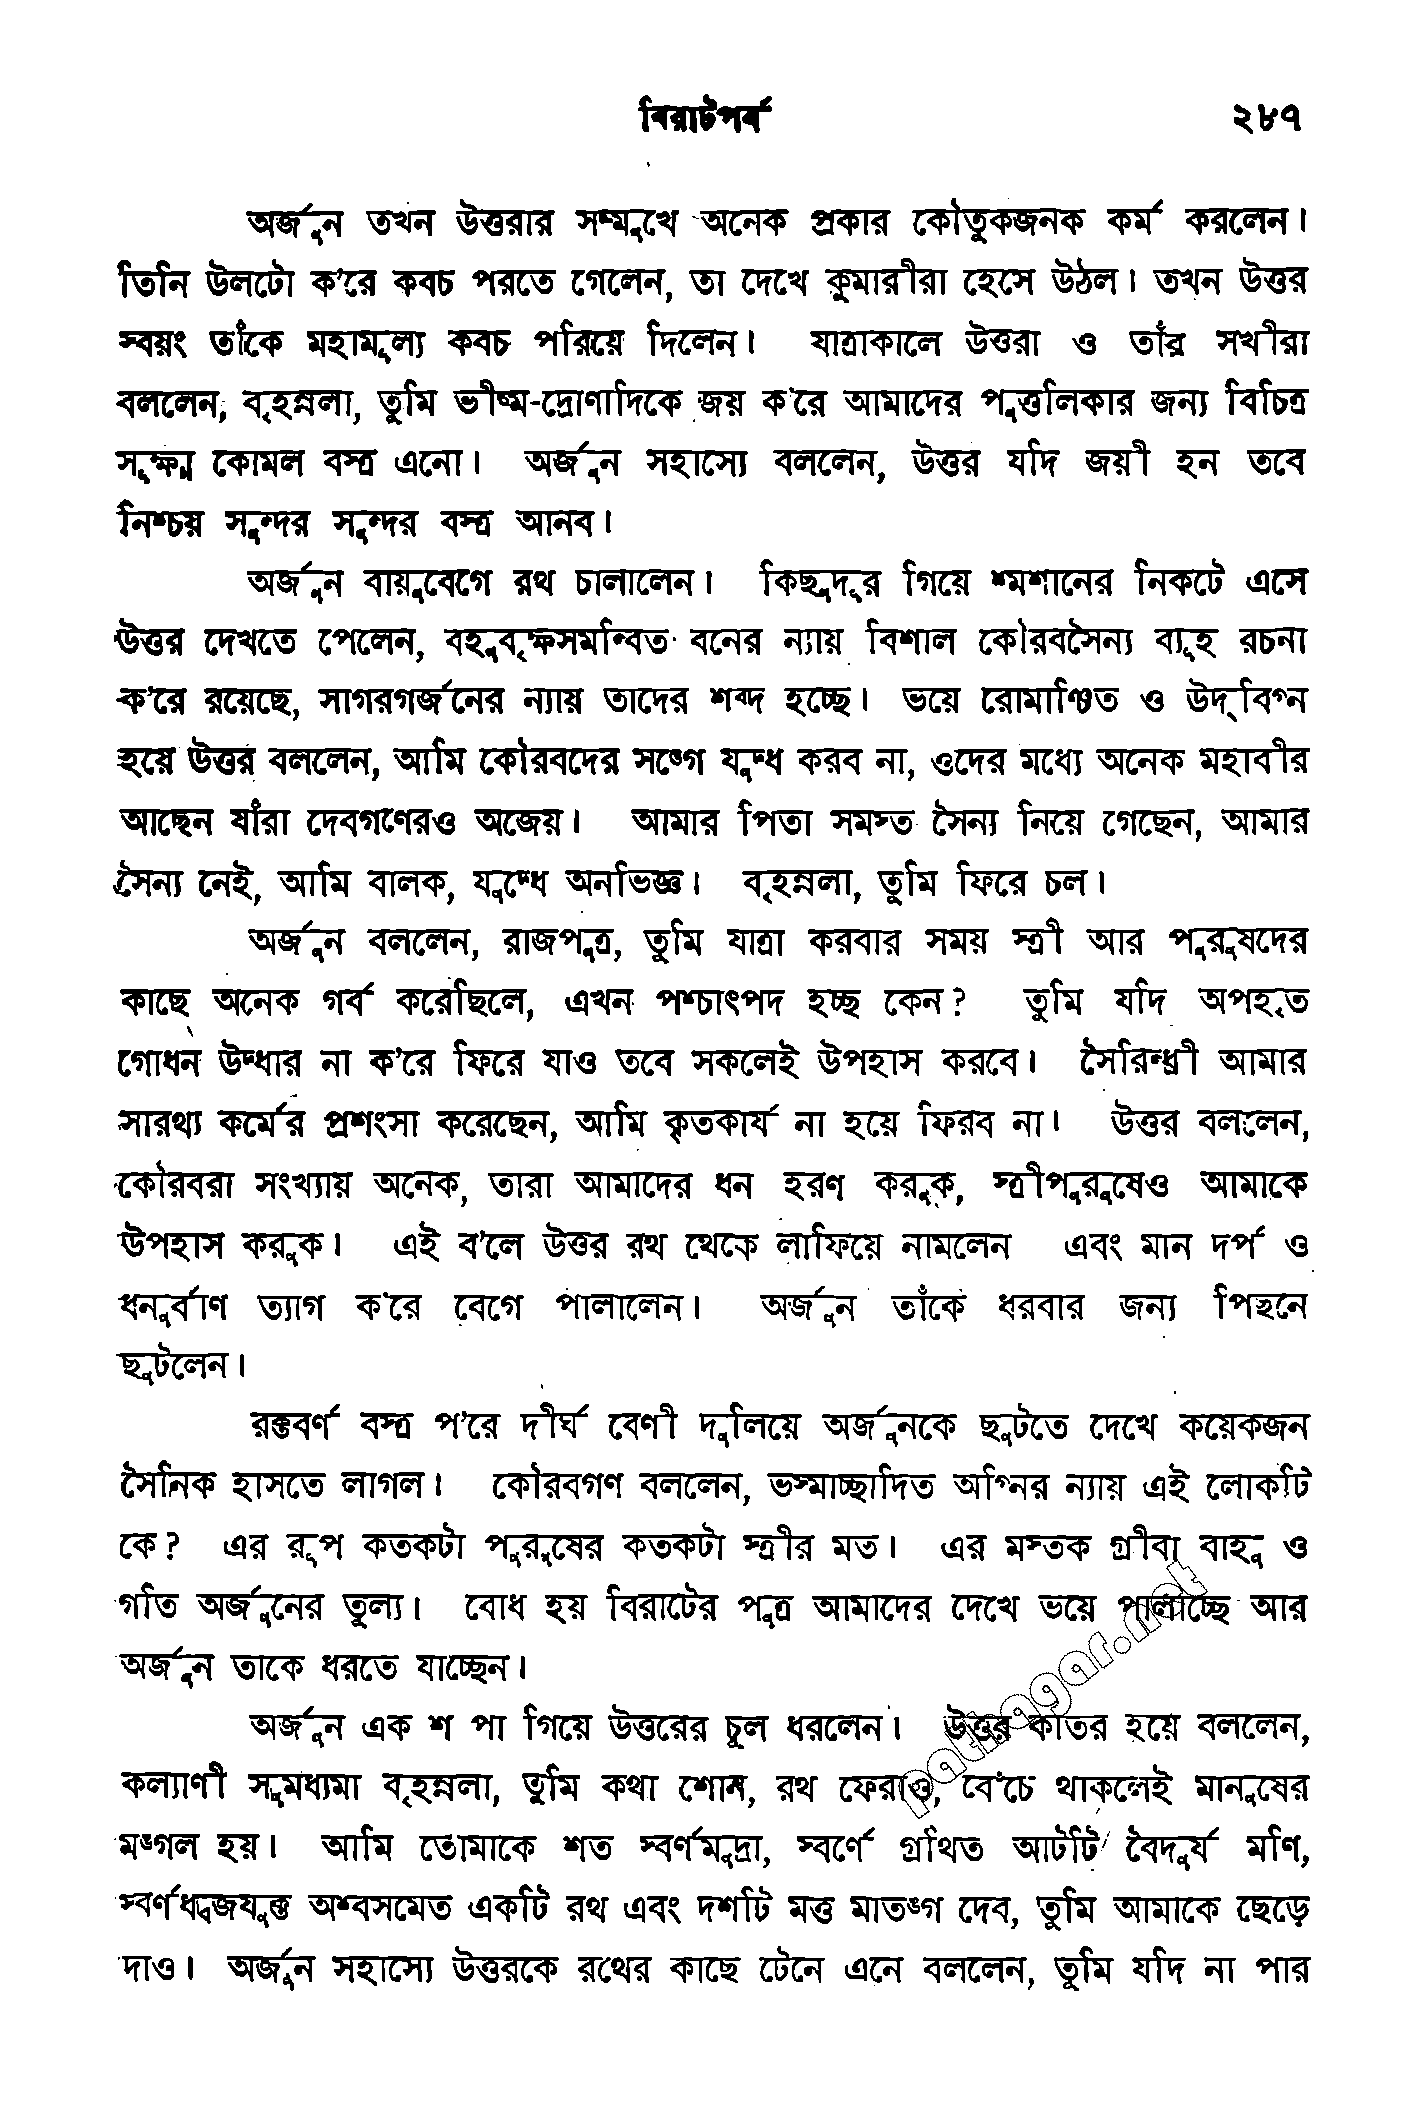 বিরাটপর্ব ২৮৭
অর্জুন তখন উত্তরার সম্মুখে অনেক প্রকার কৌতুকজনক কর্ম করলেন।
তিনি উলটো ক'রে কবচ পরতে গেলেন, তা দেখে কুমারীরা হেসে উঠল। তখন উত্তর
স্বয়ং তাঁকে মহামূল্য কবচ পরিয়ে দিলেন। যাত্রাকালে উত্তরা ও তাঁর সখীরা
বললেন, বৃহন্নলা, তুমি ভীষ্ম-দ্রোণাদিকে জয় ক'রে আমাদের পুত্তলিকার জন্য বিচিত্র
সূক্ষ্ম কোমল বস্ত্র এনো। অর্জুন সহাস্যে বললেন, উত্তর যদি জয়ী হন তবে
নিশ্চয় সুন্দর সুন্দর বস্ত্র আনব।
অর্জুন বায়ুবেগে রথ চালালেন। কিছুদূর গিয়ে শ্মশানের নিকটে এসে
উত্তর দেখতে পেলেন, বহুবৃক্ষসমন্বিত বনের ন্যায় বিশাল কৌরবসৈন্য ব্যূহ রচনা
ক'রে রয়েছে, সাগরগর্জনের ন্যায় তাদের শব্দ হচ্ছে। ভয়ে রোমাঞ্চিত ও উদ্‌বিগ্ন
হয়ে উত্তর বললেন, আমি কৌরবদের সঙ্গে যুদ্ধ করব না, ওদের মধ্যে অনেক মহাবীর
আছেন যাঁরা দেবগণেরও অজেয়। আমার পিতা সমস্ত সৈন্য নিয়ে গেছেন, আমার
সৈন্য নেই, আমি বালক, যুদ্ধে অনভিজ্ঞ। বৃহন্নলা, তুমি ফিরে চল।
অর্জুন বললেন, রাজপুত্র, তুমি যাত্রা করবার সময় স্ত্রী আর পুরুষদের
কাছে অনেক গর্ব করেছিলে, এখন পশ্চাৎপদ হচ্ছ কেন? তুমি যদি অপহৃত
গোধন উদ্ধার না ক'রে ফিরে যাও তবে সকলেই উপহাস করবে। সৈরিন্ধ্রী আমার
সারথ্য কর্মের প্রশংসা করেছেন, আমি কৃতকার্য না হয়ে ফিরব না। উত্তর বললেন,
কৌরবরা সংখ্যায় অনেক, তারা আমাদের ধন হরণ করুক, স্ত্রীপুরুষেও আমাকে
উপহাস করুক। এই ব'লে উত্তর রথ থেকে লাফিয়ে নামলেন এবং মান দর্প ও
ধনুর্বাণ ত্যাগ ক'রে বেগে পালালেন। অর্জুন তাঁকে ধরবার জন্য পিছনে
ছুটলেন।
রক্তবর্ণ বস্ত্র প'রে দীর্ঘ বেণী দুলিয়ে অর্জুনকে ছুটতে দেখে কয়েকজন
সৈনিক হাসতে লাগল। কৌরবগণ বললেন, ভস্মাচ্ছাদিত অগ্নির ন্যায় এই লোকটি
কে? এর রূপ কতকটা পুরুষের কতকটা স্ত্রীর মত। এর মস্তক গ্রীবা বাহু ও
গতি অর্জুনের তুল্য। বোধ হয় বিরাটের পুত্র আমাদের দেখে ভয়ে পালাচ্ছে আর
অর্জুন তাকে ধরতে যাচ্ছেন।
অর্জুন এক শ পা গিয়ে উত্তরের চুল ধরলেন। উত্তর কাতর হয়ে বললেন,
কল্যাণী সুমধ্যমা বৃহন্নলা, তুমি কথা শোন, রথ ফেরাও, বেঁচে থাকলেই মানুষের
মঙ্গল হয়। আমি তোমাকে শত স্বর্ণমুদ্রা, স্বর্ণে গ্রথিত আটটি বৈদূর্য মণি,
স্বর্ণধ্বজযুক্ত অশ্বসমেত একটি রথ এবং দশটি মত্ত মাতঙ্গ দেব, তুমি আমাকে ছেড়ে
দাও। অর্জুন সহাস্যে উত্তরকে রথের কাছে টেনে এনে বললেন, তুমি যদি না পার
pathagar.net